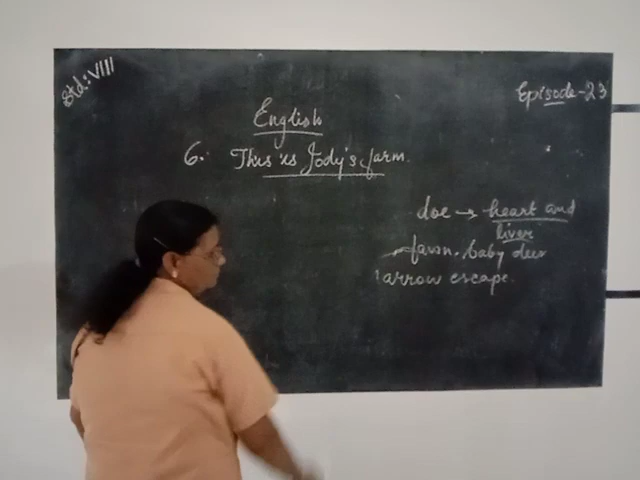 Std: VIII
Episode-23
English
6. This is Jody's farm.
doe → heart and
liver
fawn. baby deer
arrow escape.